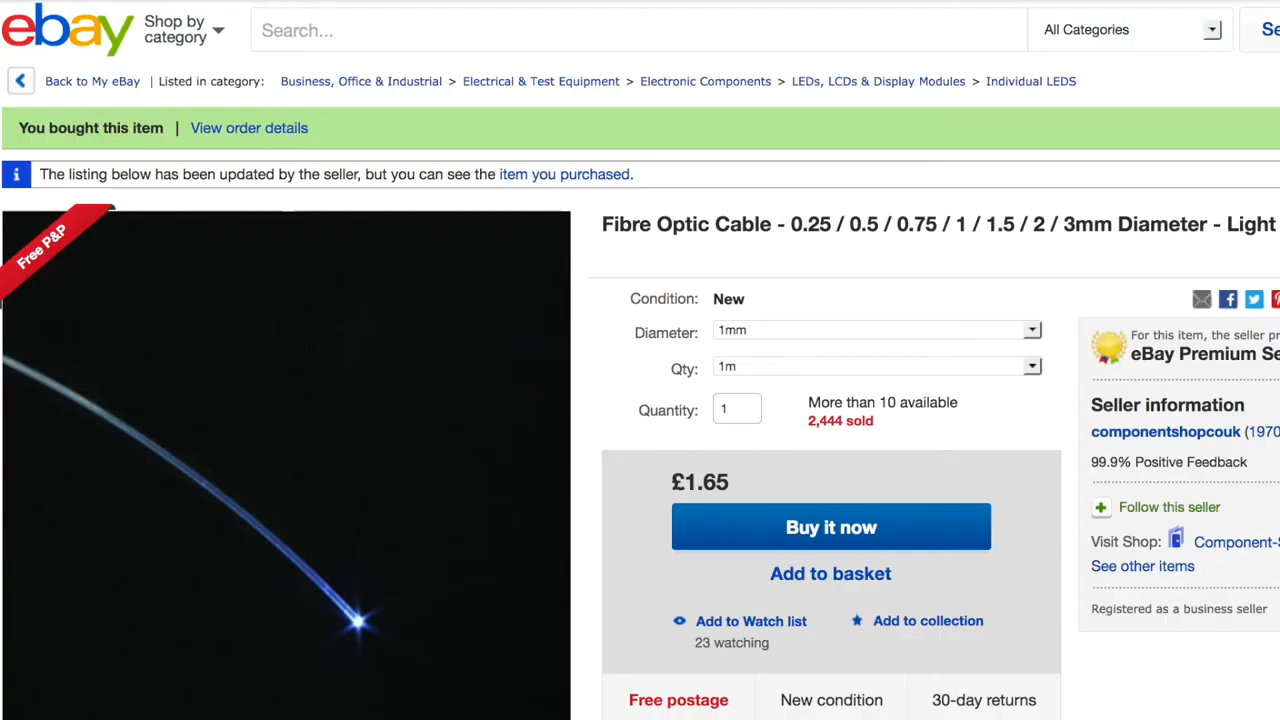 ebay
Shop by
category
Search...
All Categories
Se
Back to My eBay | Listed in category: Business, Office & Industrial > Electrical & Test Equipment > Electronic Components > LEDs, LCDs & Display Modules > Individual LEDS
You bought this item | View order details
i The listing below has been updated by the seller, but you can see the item you purchased.
Free P&P
Fibre Optic Cable - 0.25 / 0.5 / 0.75 / 1 / 1.5 / 2 / 3mm Diameter - Light
Condition: New
Diameter: 1mm
Qty: 1m
Quantity: 1
More than 10 available
2,444 sold
£1.65
Buy it now
Add to basket
Add to Watch list
23 watching
Add to collection
Free postage
New condition
30-day returns
For this item, the seller pr
eBay Premium Se
Seller information
componentshopcouk (1970
99.9% Positive Feedback
Follow this seller
Visit Shop: Component-S
See other items
Registered as a business seller